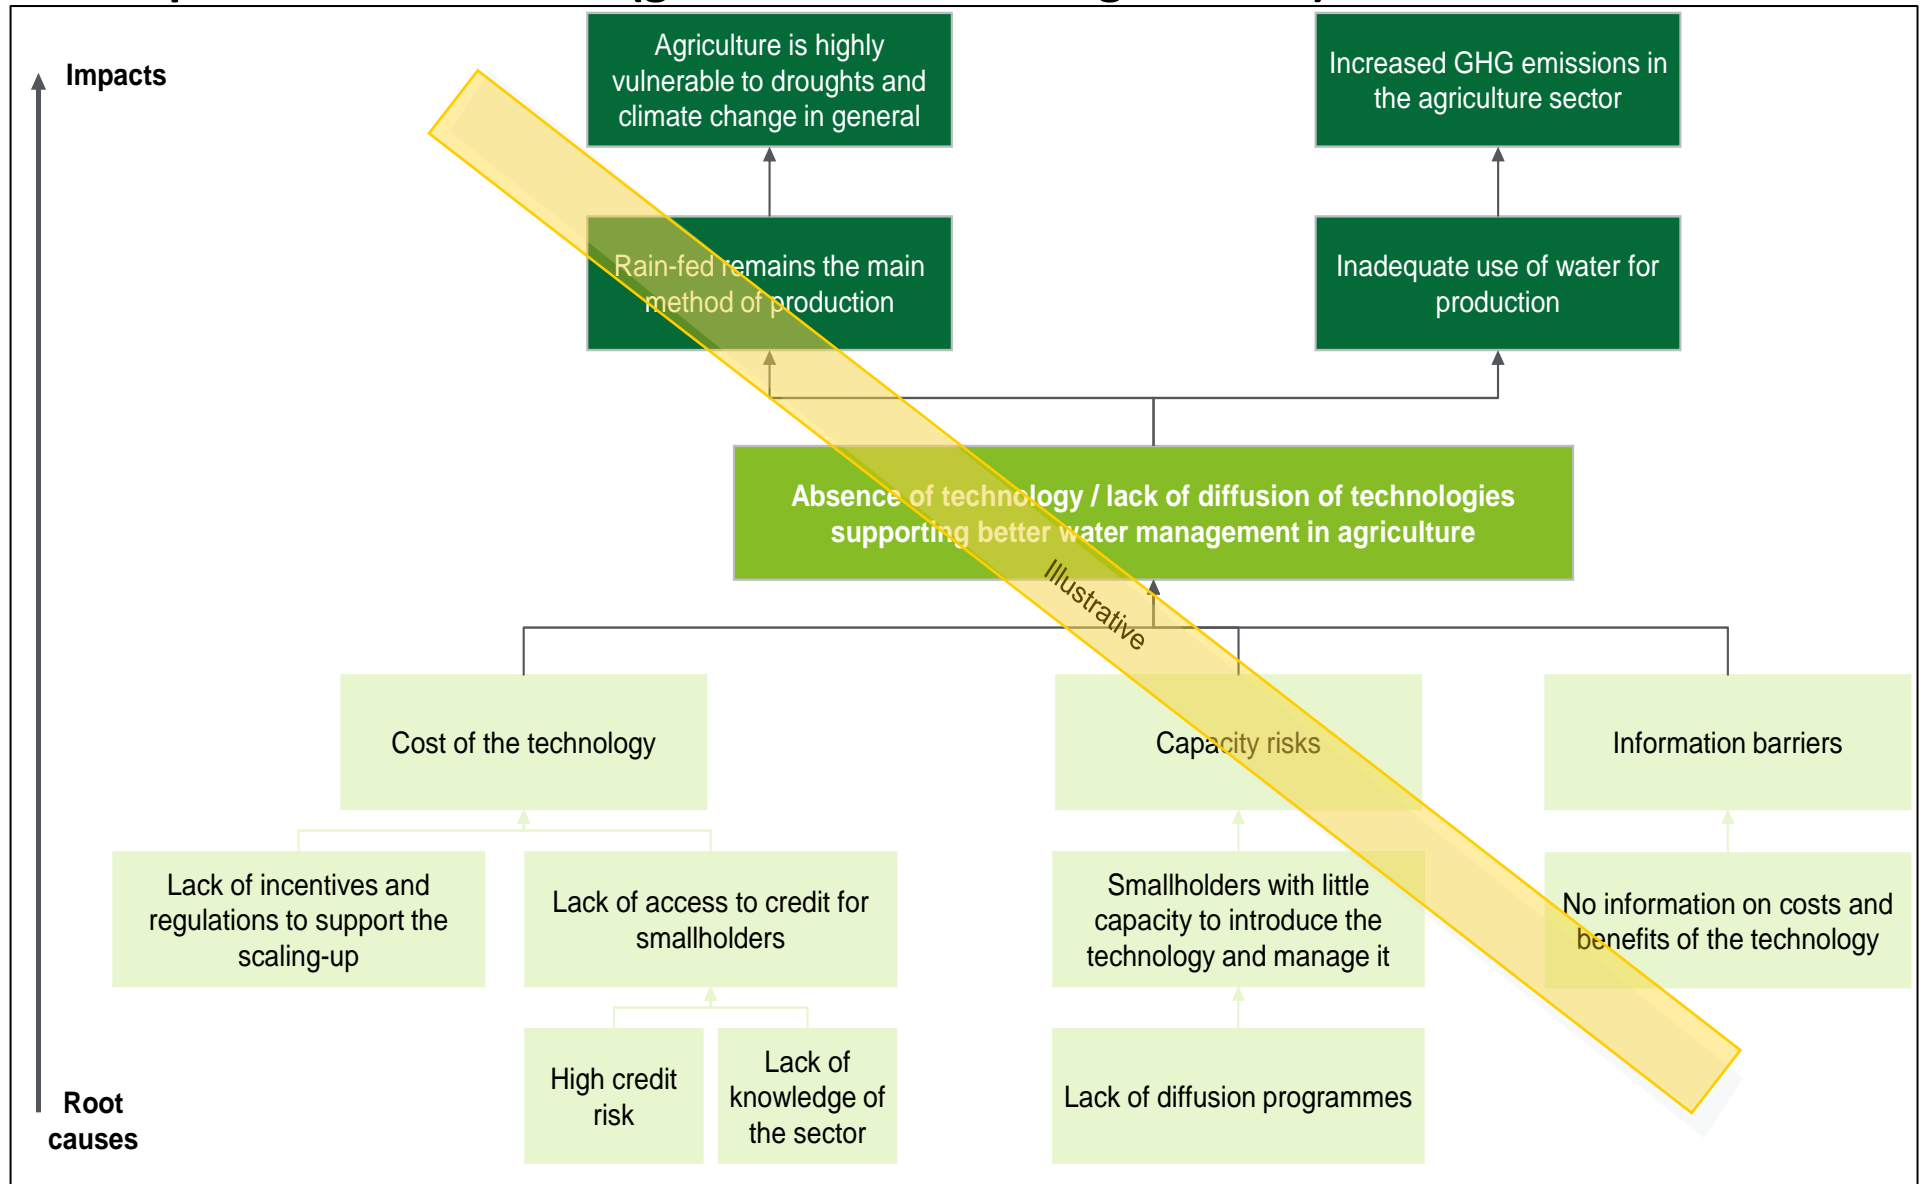 Impacts
Agriculture is highly
vulnerable to droughts and
climate change in general
Increased GHG emissions in
the agriculture sector
Rain-fed remains the main
method of production
Inadequate use of water for
production
Absence of technology / lack of diffusion of technologies
supporting better water management in agriculture
Illustrative
Cost of the technology
Capacity risks
Information barriers
Lack of incentives and
regulations to support the
scaling-up
Lack of access to credit for
smallholders
Smallholders with little
capacity to introduce the
technology and manage it
No information on costs and
benefits of the technology
High credit
risk
Lack of
knowledge of
the sector
Lack of diffusion programmes
Root
causes